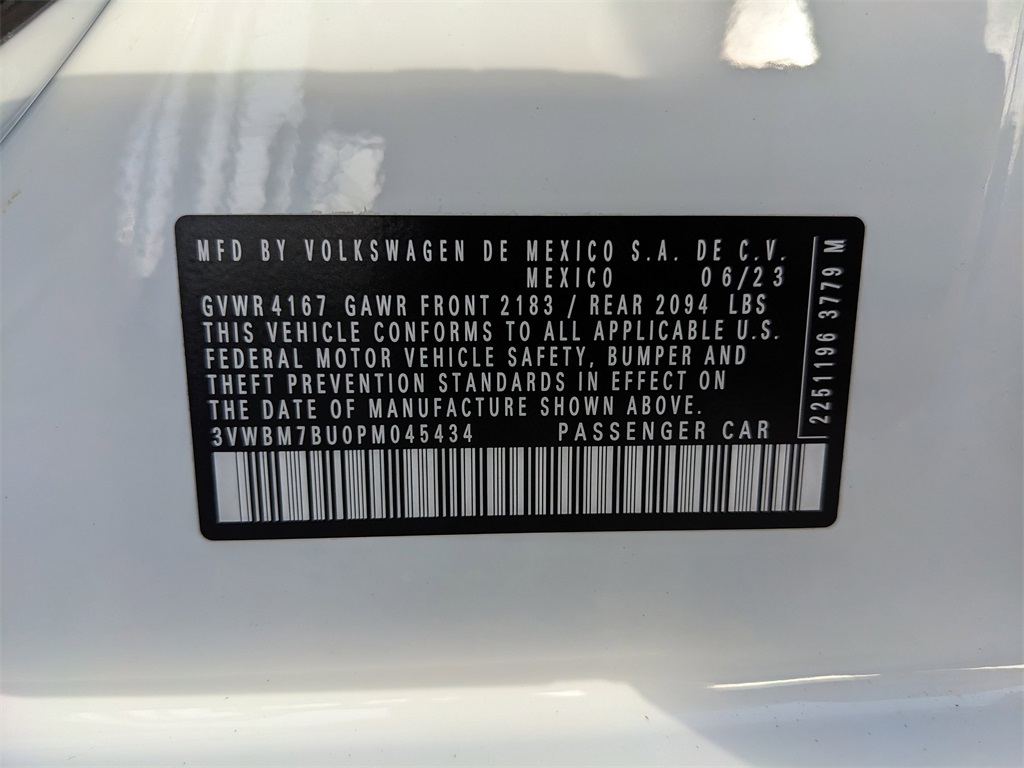 MFD BY VOLKSWAGEN DE MEXICO S.A. DE C.V.
MEXICO 06/23
GVWR 4167 GAWR FRONT 2183 / REAR 2094 LBS
THIS VEHICLE CONFORMS TO ALL APPLICABLE U.S.
FEDERAL MOTOR VEHICLE SAFETY, BUMPER AND
THEFT PREVENTION STANDARDS IN EFFECT ON
THE DATE OF MANUFACTURE SHOWN ABOVE.
3VWBM7BU0PM045434 PASSENGER CAR
2251196 3779 M